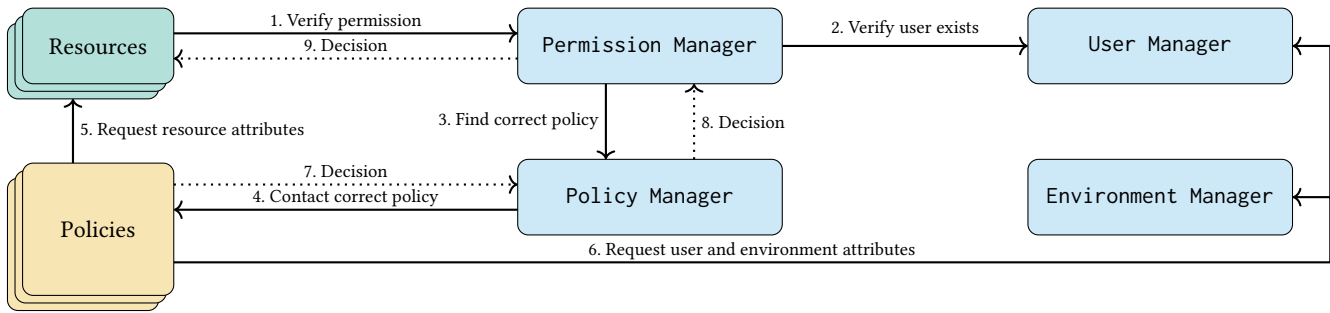 1. Verify permission
Resources
9. Decision
Permission Manager
2. Verify user exists
User Manager
3. Find correct policy
8. Decision
5. Request resource attributes
7. Decision
4. Contact correct policy
Policy Manager
Environment Manager
Policies
6. Request user and environment attributes